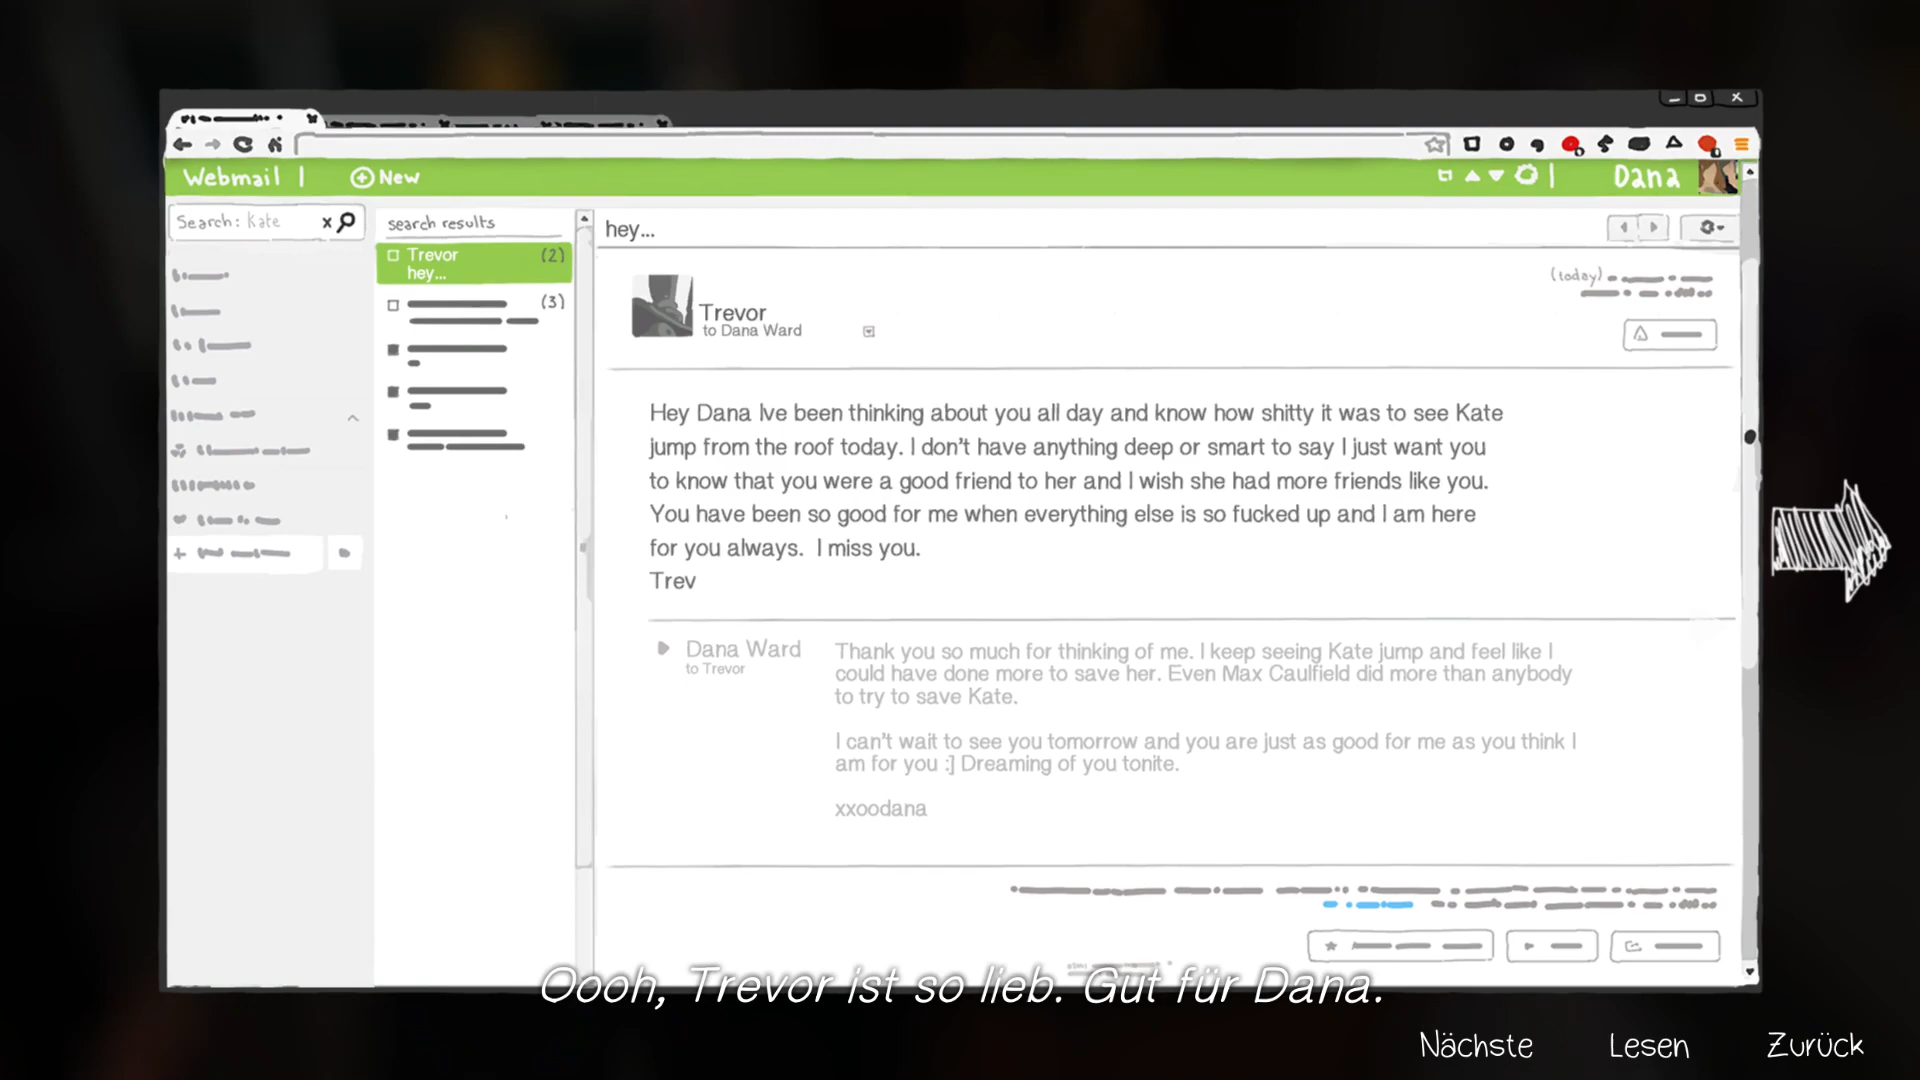 Webmail | New
Dana
Search: Kate x
search results
Trevor (2)
hey...
(3)
hey...
(today)
Trevor
to Dana Ward
Hey Dana Ive been thinking about you all day and know how shitty it was to see Kate
jump from the roof today. I don't have anything deep or smart to say I just want you
to know that you were a good friend to her and I wish she had more friends like you.
You have been so good for me when everything else is so fucked up and I am here
for you always.  I miss you.
Trev
Dana Ward
to Trevor
Thank you so much for thinking of me. I keep seeing Kate jump and feel like I
could have done more to save her. Even Max Caulfield did more than anybody
to try to save Kate.
I can't wait to see you tomorrow and you are just as good for me as you think I
am for you :] Dreaming of you tonite.
xxoodana
Oooh, Trevor ist so lieb. Gut für Dana.
Nächste Lesen Zurück